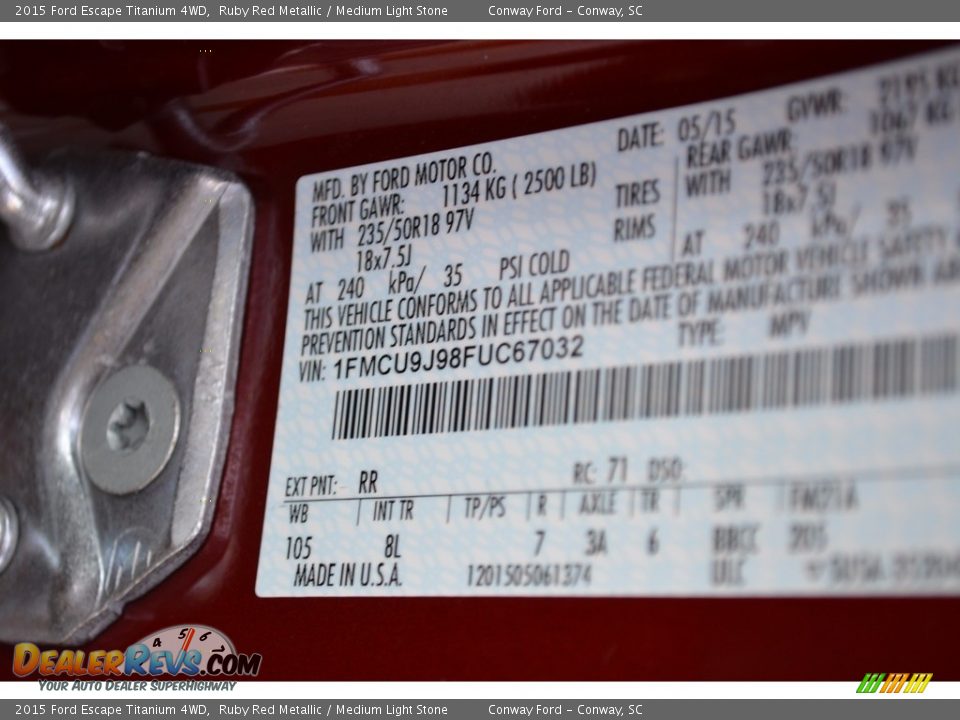 2015 Ford Escape Titanium 4WD, Ruby Red Metallic / Medium Light Stone Conway Ford - Conway, SC
MFD. BY FORD MOTOR CO. DATE: 05/15 GVWR: 2195 KG
FRONT GAWR: 1134 KG ( 2500 LB) REAR GAWR: 1067 KG
WITH 235/50R18 97V TIRES WITH 235/50R18 97V
18x7.5J RIMS 18x7.5J
AT 240 kPa/ 35 PSI COLD AT 240 kPa/ 35
THIS VEHICLE CONFORMS TO ALL APPLICABLE FEDERAL MOTOR VEHICLE SAFETY
PREVENTION STANDARDS IN EFFECT ON THE DATE OF MANUFACTURE SHOWN
VIN: 1FMCU9J98FUC67032 TYPE: MPV
EXT PNT: RR RC: 71 DSO:
WB INT TR TP/PS R AXLE TR SPR
105 8L 7 3A 6
MADE IN U.S.A. 1201505061374
DEALERREVS.COM
YOUR AUTO DEALER SUPERHIGHWAY
2015 Ford Escape Titanium 4WD, Ruby Red Metallic / Medium Light Stone Conway Ford - Conway, SC